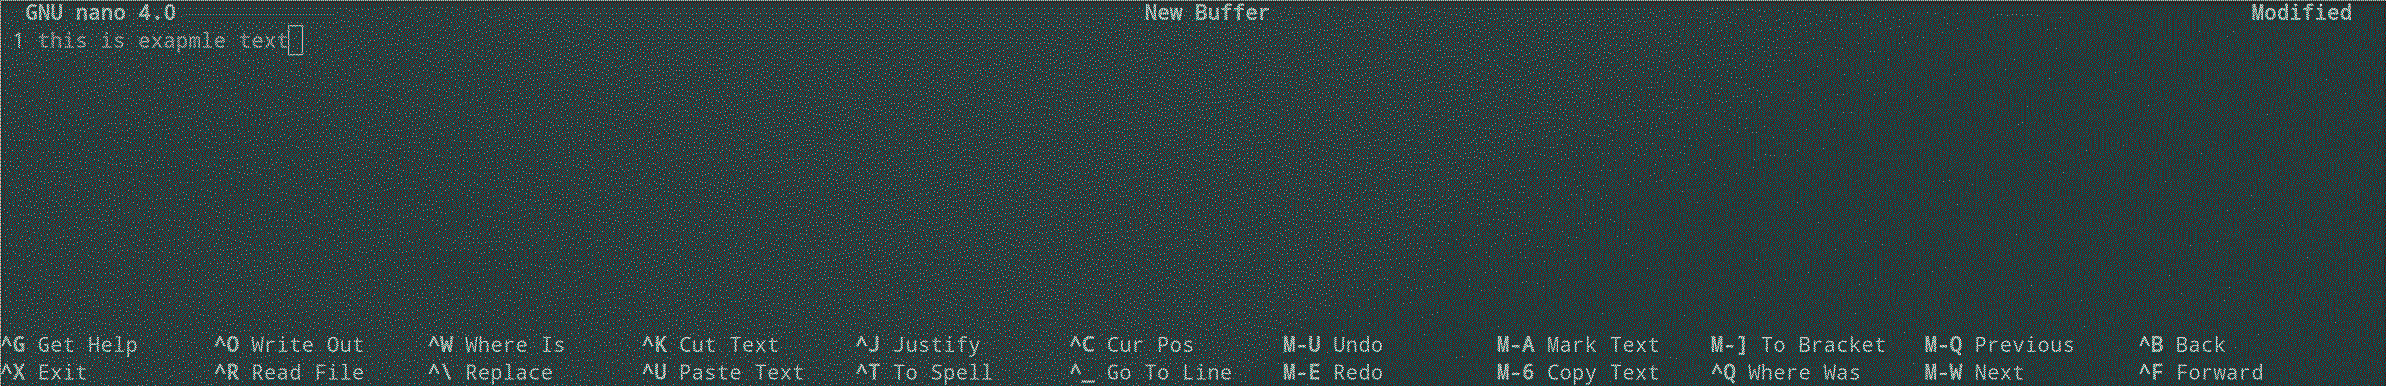 GNU nano 4.0 New Buffer Modified
1 this is exapmle text
^G Get Help ^O Write Out ^W Where Is ^K Cut Text ^J Justify ^C Cur Pos M-U Undo M-A Mark Text M-] To Bracket M-Q Previous ^B Back
^X Exit ^R Read File ^\ Replace ^U Paste Text ^T To Spell ^_ Go To Line M-E Redo M-6 Copy Text ^Q Where Was M-W Next ^F Forward